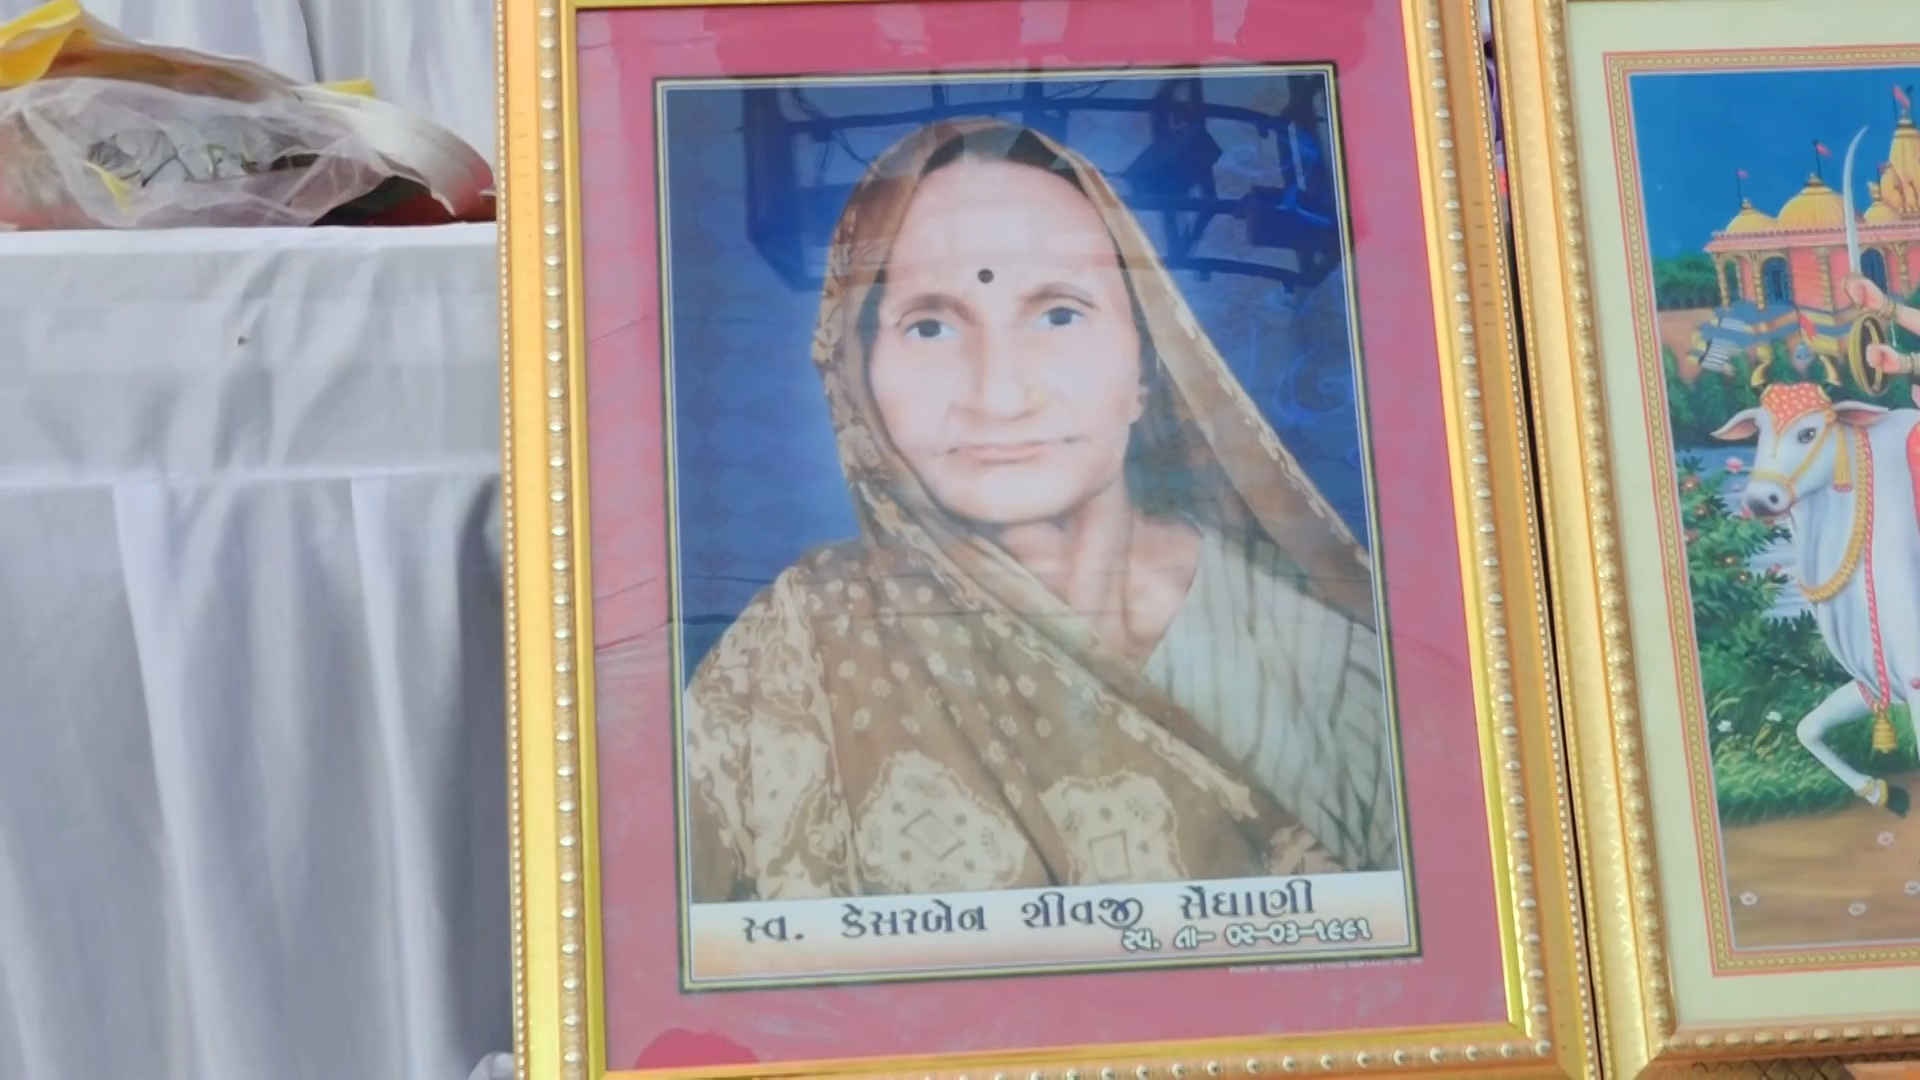 સ્વ. કેસરબેન શીવજી સેંઘાણી
સ્વ. તા– ૦૨–૦૩–૧૯૯૧